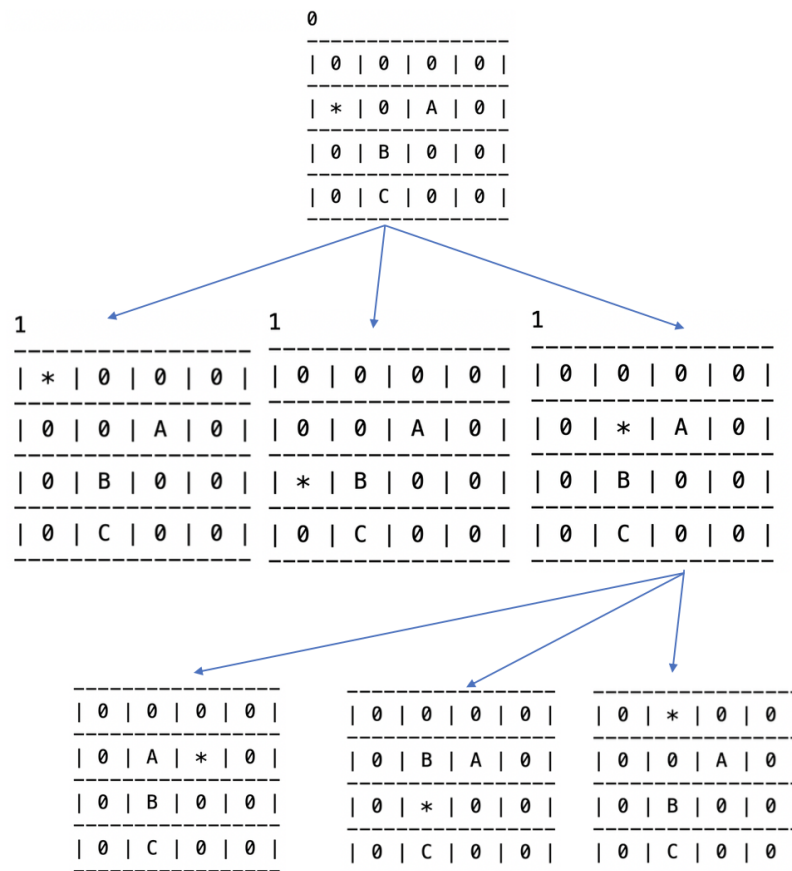 0
| 0 | 0 | 0 | 0 |
| * | 0 | A | 0 |
| 0 | B | 0 | 0 |
| 0 | C | 0 | 0 |
1
| * | 0 | 0 | 0 |
| 0 | 0 | A | 0 |
| 0 | B | 0 | 0 |
| 0 | C | 0 | 0 |
1
| 0 | 0 | 0 | 0 |
| 0 | 0 | A | 0 |
| * | B | 0 | 0 |
| 0 | C | 0 | 0 |
1
| 0 | 0 | 0 | 0 |
| 0 | * | A | 0 |
| 0 | B | 0 | 0 |
| 0 | C | 0 | 0 |
| 0 | 0 | 0 | 0 |
| 0 | A | * | 0 |
| 0 | B | 0 | 0 |
| 0 | C | 0 | 0 |
| 0 | 0 | 0 | 0 |
| 0 | B | A | 0 |
| 0 | * | 0 | 0 |
| 0 | C | 0 | 0 |
| 0 | * | 0 | 0
| 0 | 0 | A | 0
| 0 | B | 0 | 0
| 0 | C | 0 | 0